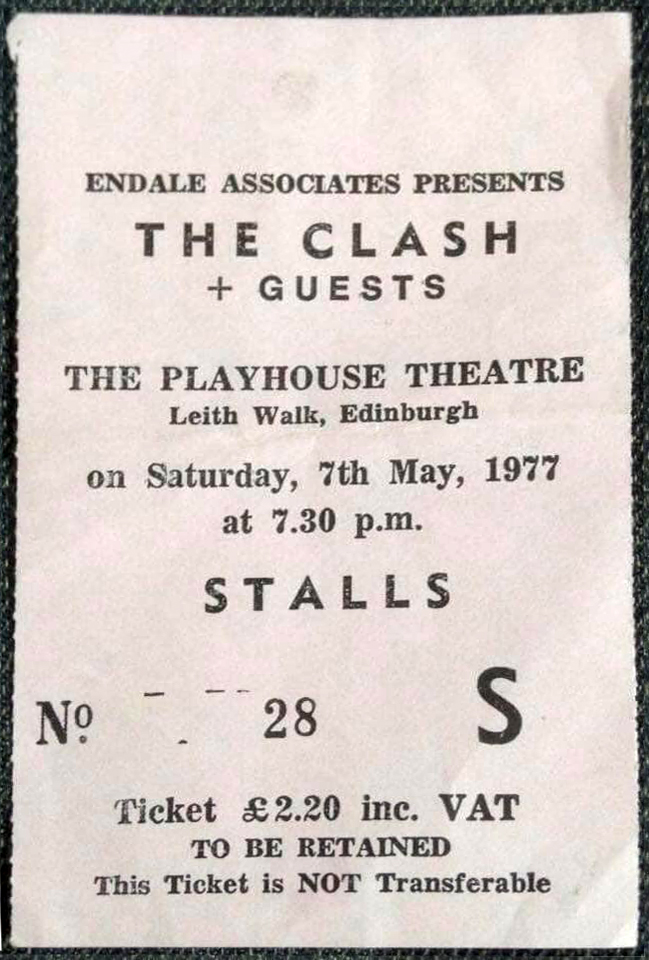 ENDALE ASSOCIATES PRESENTS
THE CLASH
+ GUESTS
THE PLAYHOUSE THEATRE
Leith Walk, Edinburgh
on Saturday, 7th May, 1977
at 7.30 p.m.
STALLS
Nº 28 S
Ticket £2.20 inc. VAT
TO BE RETAINED
This Ticket is NOT Transferable